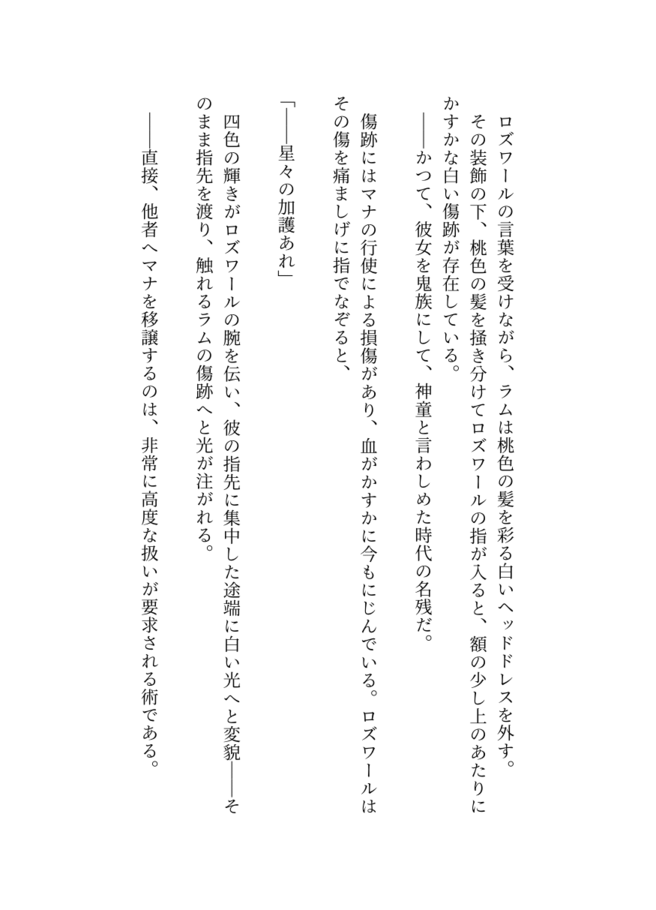 ロズワールの言葉を受けながら、ラムは桃色の髪を彩る白いヘッドドレスを外す。
その装飾の下、桃色の髪を掻き分けてロズワールの指が入ると、額の少し上のあたりに
かすかな白い傷跡が存在している。
――かつて、彼女を鬼族にして、神童と言わしめた時代の名残だ。
傷跡にはマナの行使による損傷があり、血がかすかに今もにじんでいる。ロズワールは
その傷を痛ましげに指でなぞると、
「――星々の加護あれ」
四色の輝きがロズワールの腕を伝い、彼の指先に集中した途端に白い光へと変貌――そ
のまま指先を渡り、触れるラムの傷跡へと光が注がれる。
――直接、他者へマナを移譲するのは、非常に高度な扱いが要求される術である。